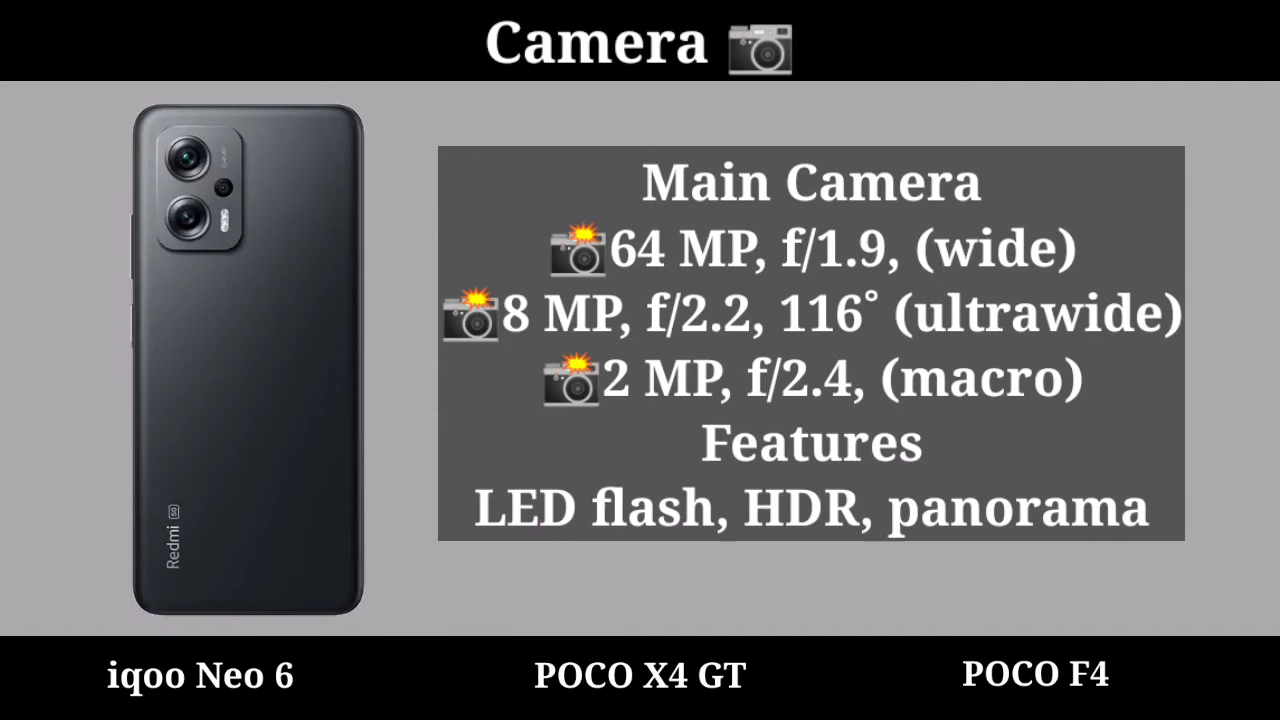 Camera
Main Camera
64 MP, f/1.9, (wide)
8 MP, f/2.2, 116˚ (ultrawide)
2 MP, f/2.4, (macro)
Features
LED flash, HDR, panorama
Redmi 5G
iqoo Neo 6
POCO X4 GT
POCO F4